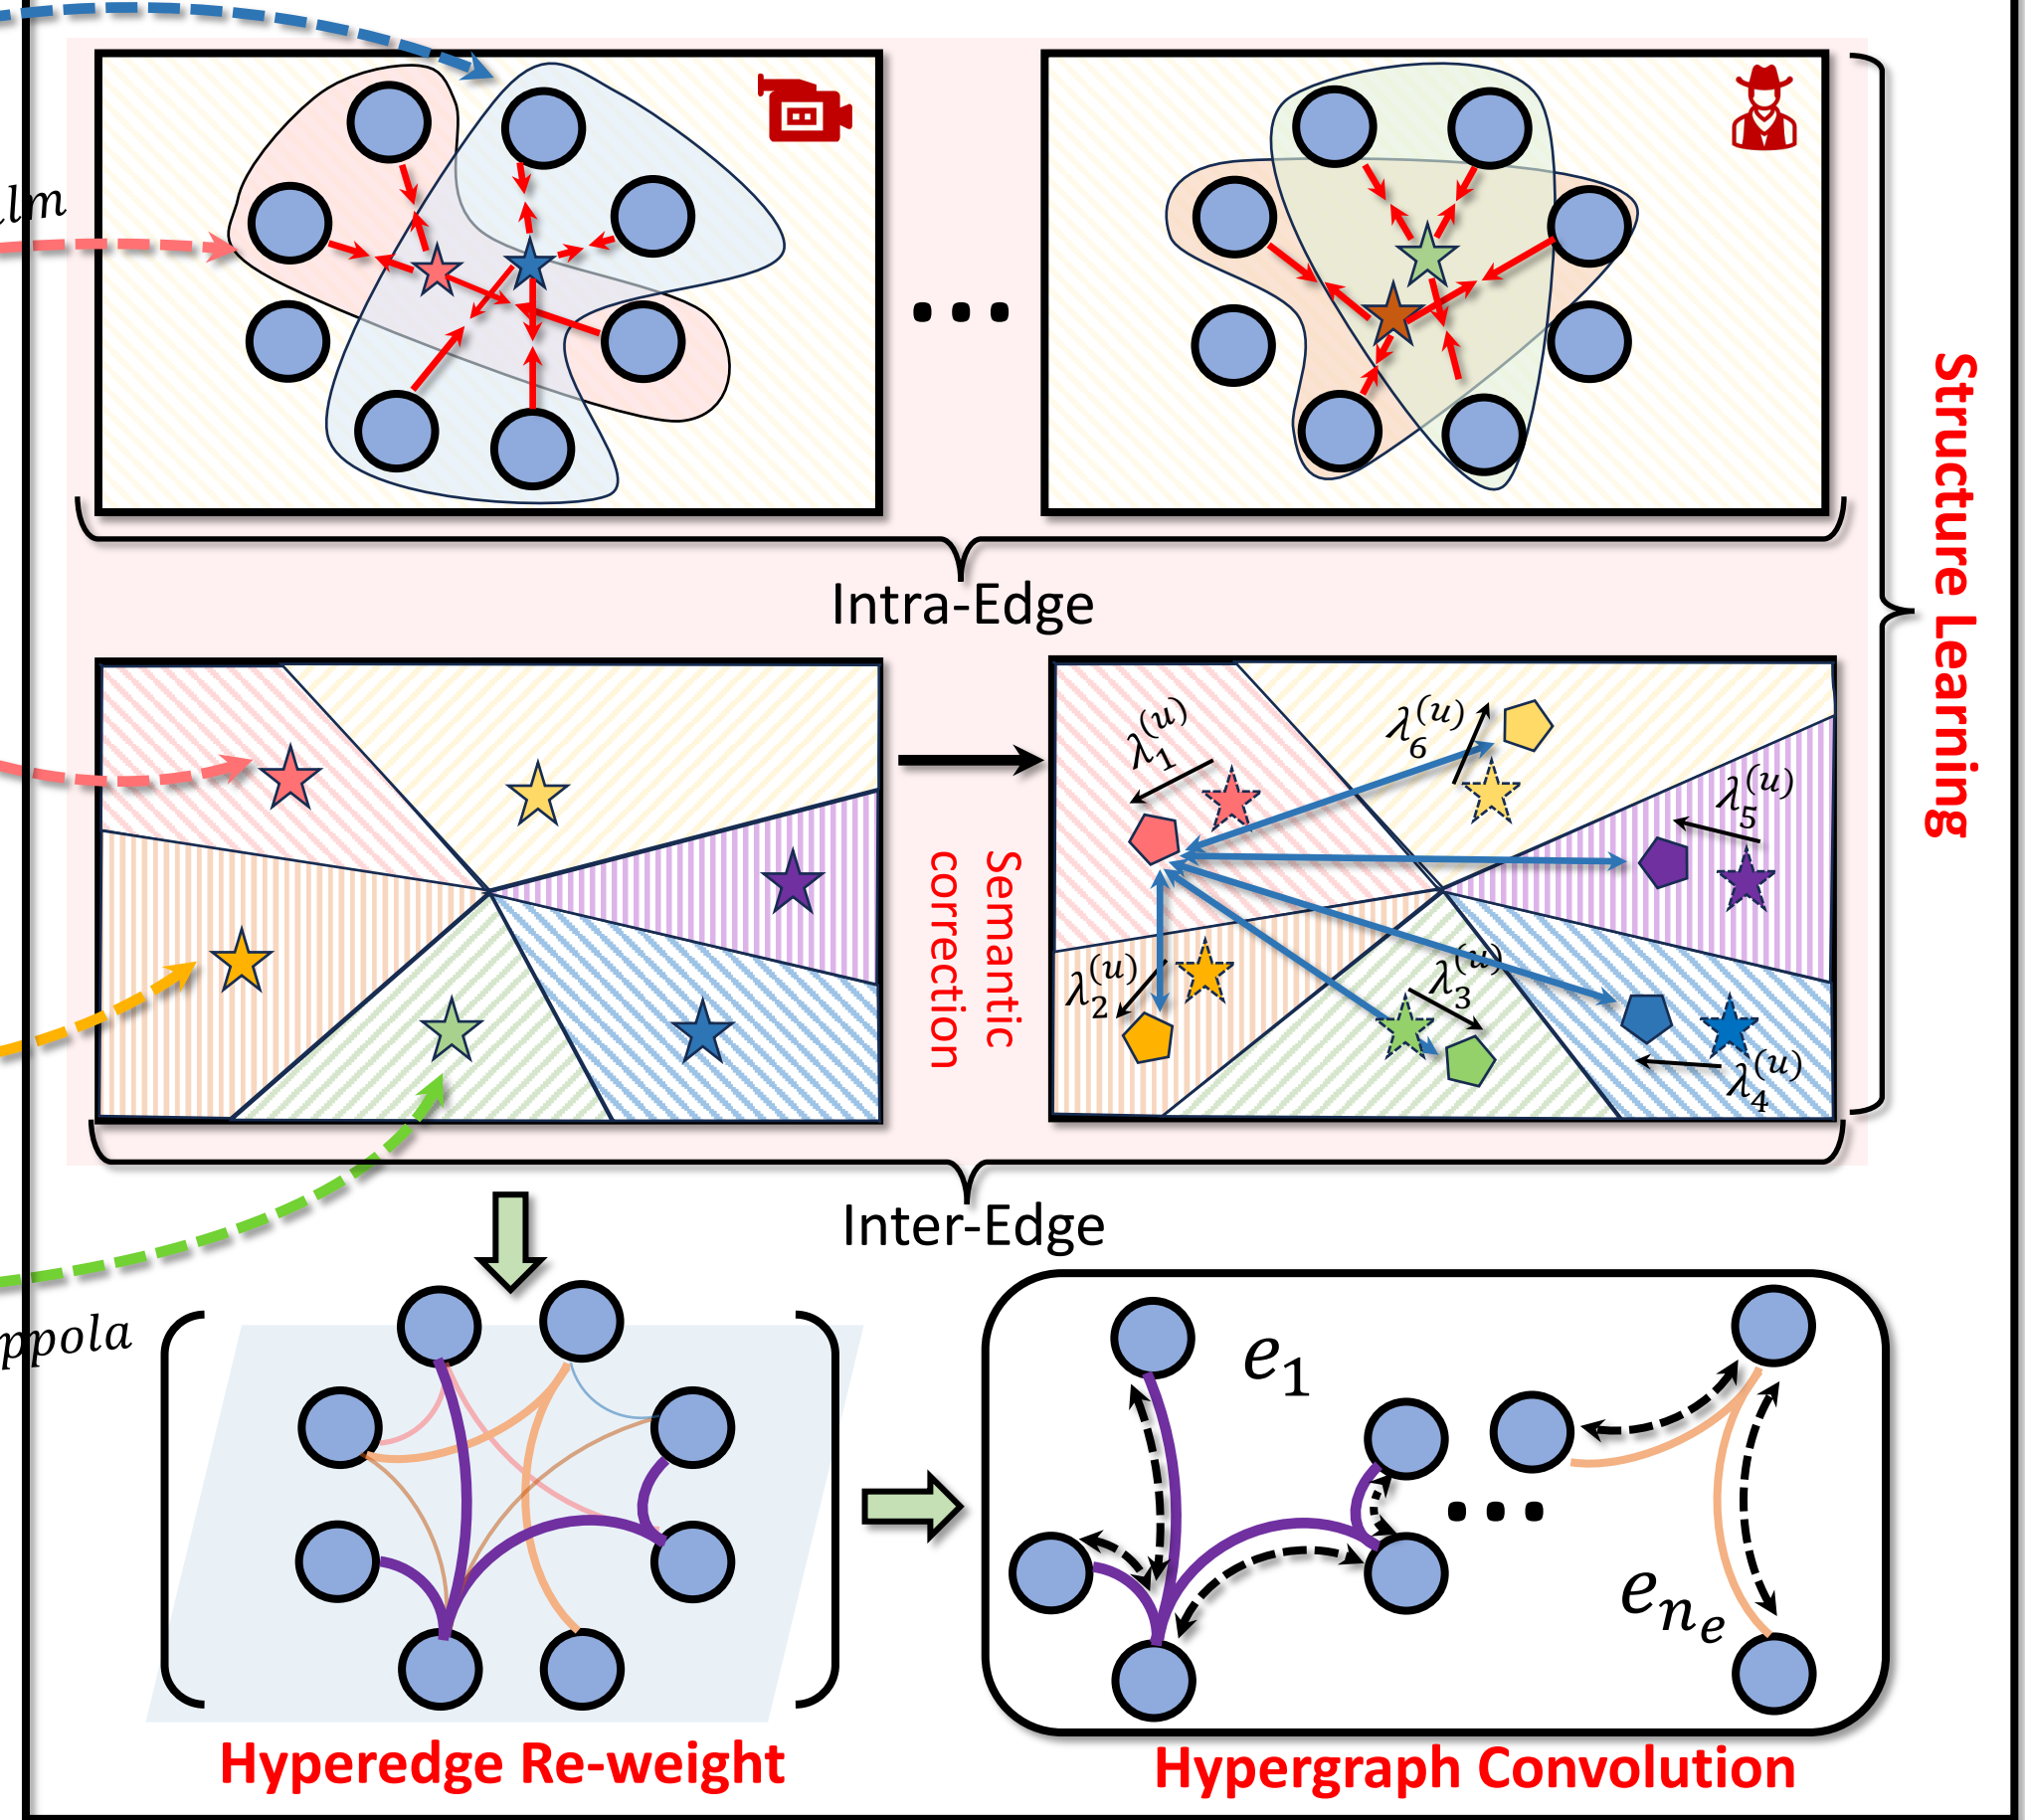 lm
Intra-Edge
Structure Learning
λ₁⁽ᵘ⁾
λ₆⁽ᵘ⁾
λ₅⁽ᵘ⁾
Semantic
correction
λ₂⁽ᵘ⁾
λ₃⁽ᵘ⁾
λ₄⁽ᵘ⁾
Inter-Edge
ppola
e₁
...
eₙₑ
Hyperedge Re-weight
Hypergraph Convolution